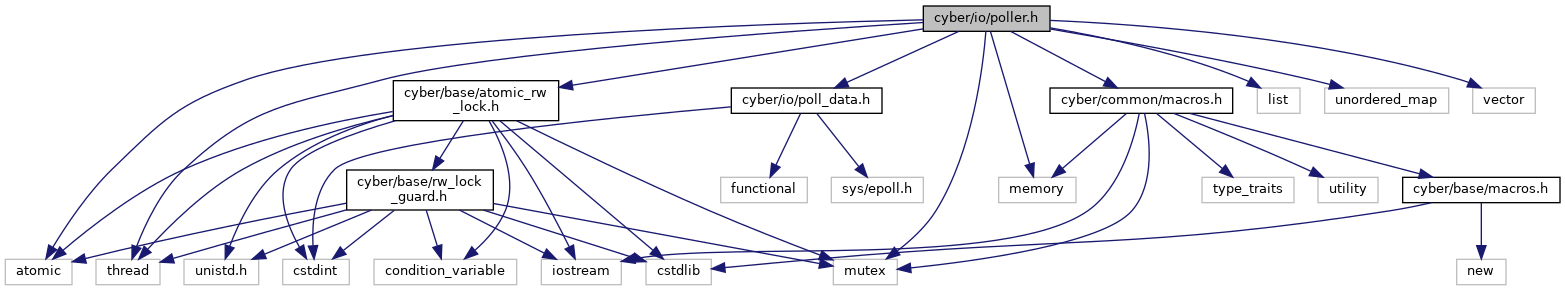 cyber/io/poller.h
cyber/base/atomic_rw
_lock.h
cyber/io/poll_data.h
cyber/common/macros.h
list
unordered_map
vector
cyber/base/rw_lock
_guard.h
functional
sys/epoll.h
memory
type_traits
utility
cyber/base/macros.h
atomic
thread
unistd.h
cstdint
condition_variable
iostream
cstdlib
mutex
new